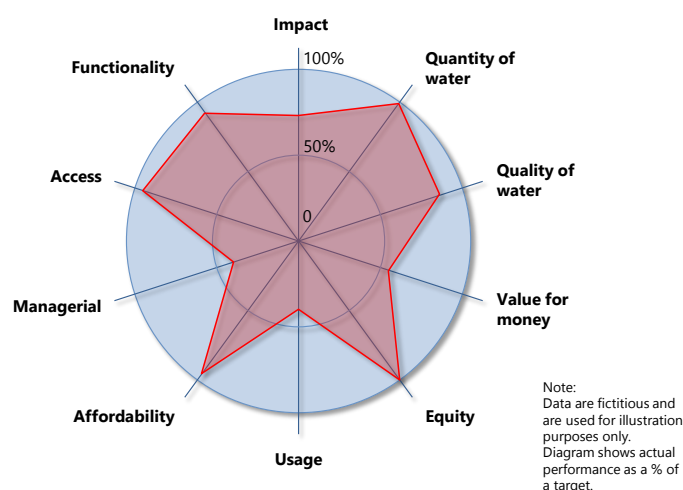 Impact
100%
Quantity of
water
Functionality
50%
Quality of
water
Access
0
Managerial
Value for
money
Affordability
Equity
Usage
Note:
Data are fictitious and
are used for illustration
purposes only.
Diagram shows actual
performance as a % of
a target.